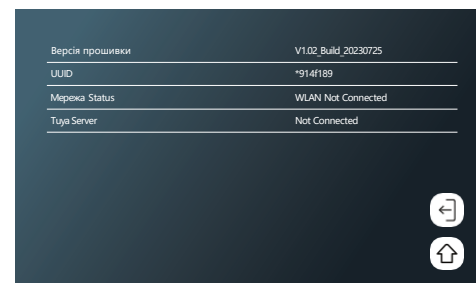 Версія прошивки V1.02_Build_20230725
UUID *914f189
Мережа Status WLAN Not Connected
Tuya Server Not Connected